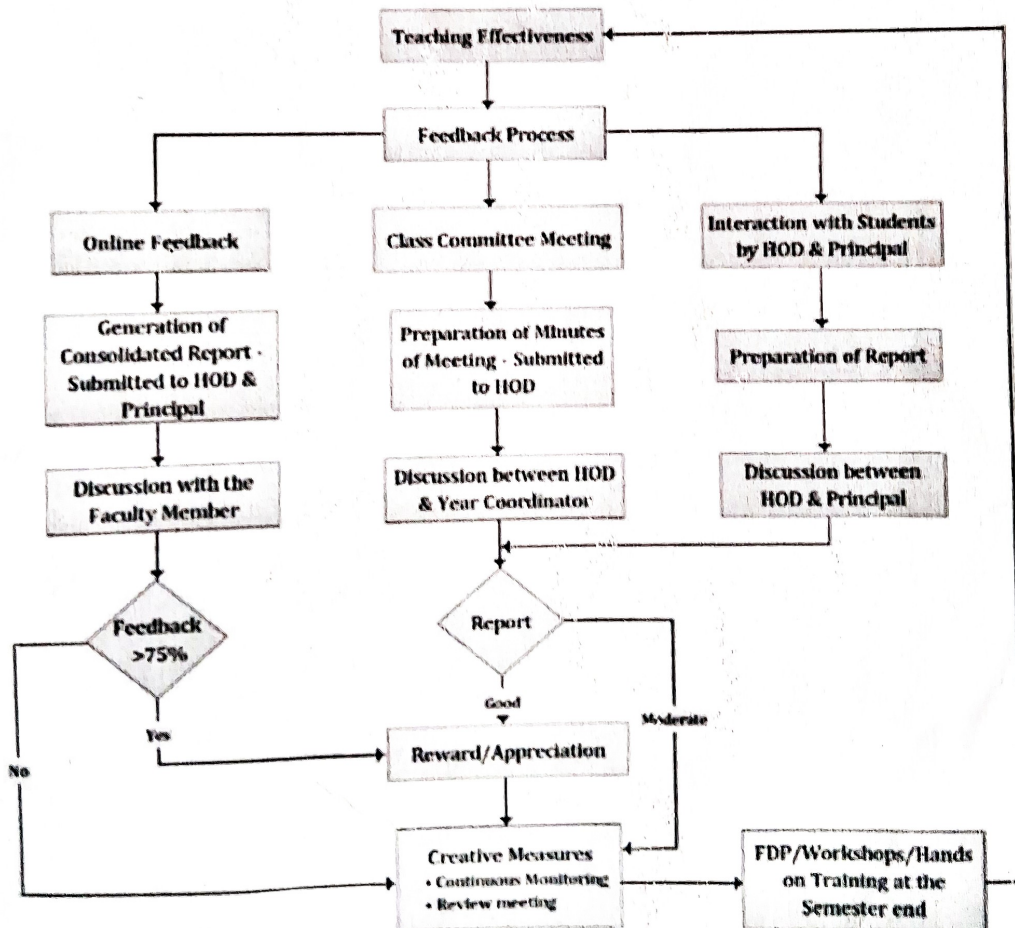 Teaching Effectiveness
Feedback Process
Online Feedback
Class Committee Meeting
Interaction with Students
by HOD & Principal
Generation of
Consolidated Report -
Submitted to HOD &
Principal
Preparation of Minutes
of Meeting - Submitted
to HOD
Preparation of Report
Discussion with the
Faculty Member
Discussion between HOD
& Year Coordinator
Discussion between
HOD & Principal
Feedback
>75%
Report
Good
Moderate
Yes
No
Reward/Appreciation
Creative Measures
• Continuous Monitoring
• Review meeting
FDP/Workshops/Hands
on Training at the
Semester end